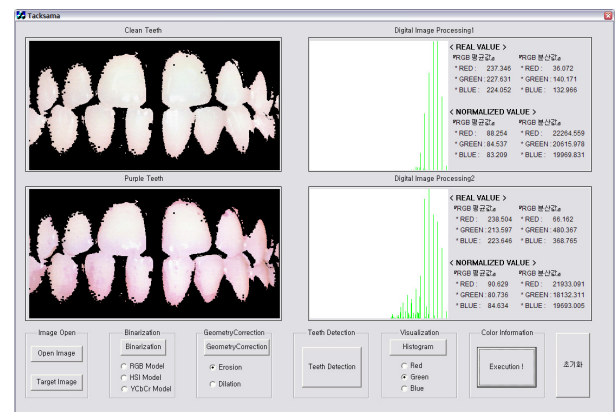 Tacksama
Clean Teeth
Digital Image Processing1
< REAL VALUE >
*RGB 평균값 *RGB 분산값
* RED : 237.346 * RED : 36.072
* GREEN : 227.631 * GREEN : 140.171
* BLUE : 224.052 * BLUE : 132.966
< NORMALIZED VALUE >
*RGB 평균값 *RGB 분산값
* RED : 88.254 * RED : 22264.559
* GREEN : 84.537 * GREEN : 20615.978
* BLUE : 83.209 * BLUE : 19969.831
Purple Teeth
Digital Image Processing2
< REAL VALUE >
*RGB 평균값 *RGB 분산값
* RED : 238.504 * RED : 66.162
* GREEN : 213.597 * GREEN : 480.367
* BLUE : 223.646 * BLUE : 368.765
< NORMALIZED VALUE >
*RGB 평균값 *RGB 분산값
* RED : 90.629 * RED : 21933.091
* GREEN : 80.736 * GREEN : 18132.311
* BLUE : 84.634 * BLUE : 19693.005
Image Open
Open Image
Target Image
Binarization
Binarization
RGB Model
HSI Model
YCbCr Model
GeometryCorrection
GeometryCorrection
Erosion
Dilation
Teeth Detection
Teeth Detection
Visualization
Histogram
Red
Green
Blue
Color Information
Execution !
초기화